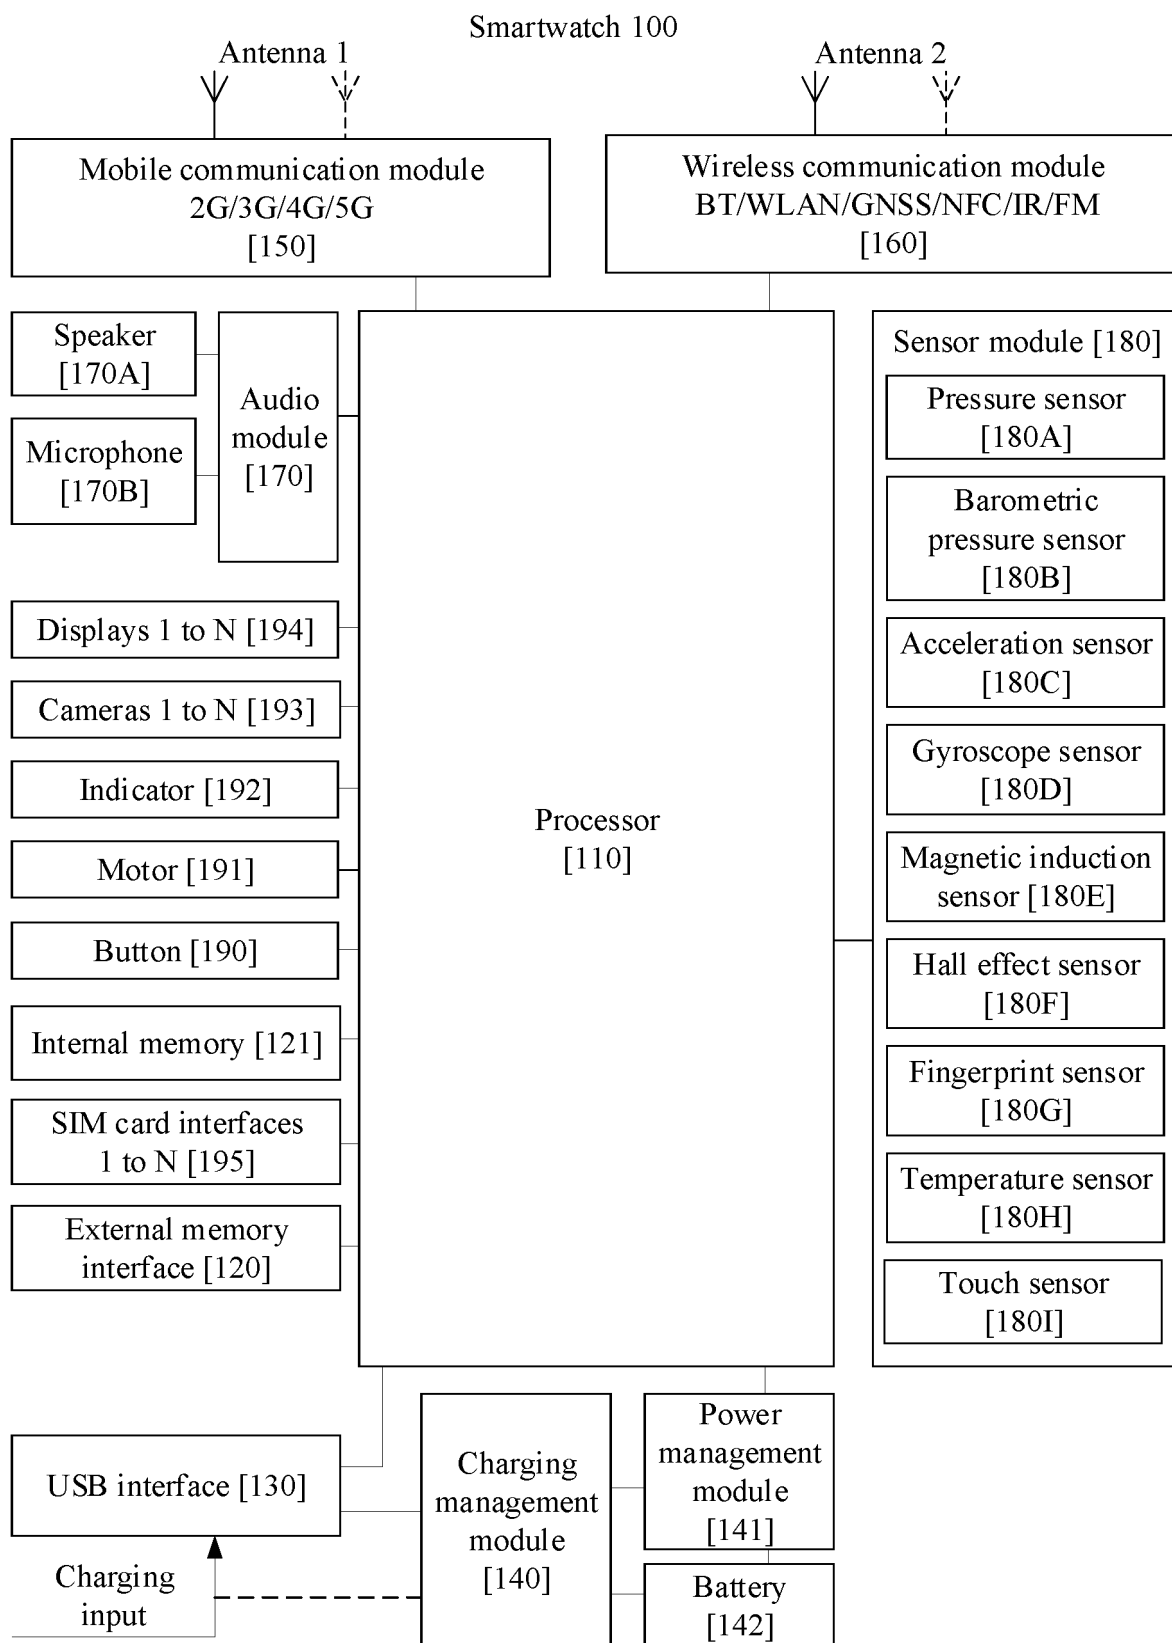 Smartwatch 100
Antenna 1
Antenna 2
Mobile communication module
2G/3G/4G/5G
[150]
Wireless communication module
BT/WLAN/GNSS/NFC/IR/FM
[160]
Speaker
[170A]
Microphone
[170B]
Audio
module
[170]
Displays 1 to N [194]
Cameras 1 to N [193]
Indicator [192]
Motor [191]
Button [190]
Internal memory [121]
SIM card interfaces
1 to N [195]
External memory
interface [120]
Processor
[110]
Sensor module [180]
Pressure sensor
[180A]
Barometric
pressure sensor
[180B]
Acceleration sensor
[180C]
Gyroscope sensor
[180D]
Magnetic induction
sensor [180E]
Hall effect sensor
[180F]
Fingerprint sensor
[180G]
Temperature sensor
[180H]
Touch sensor
[180I]
USB interface [130]
Charging
input
Charging
management
module
[140]
Power
management
module
[141]
Battery
[142]